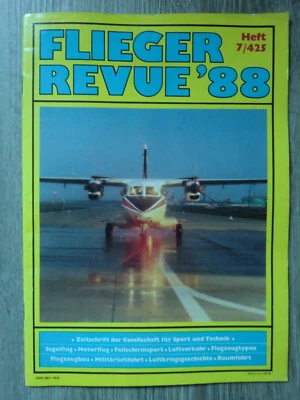 FLIEGER
REVUE '88
Heft
7/425
• Zeitschrift der Gesellschaft für Sport und Technik •
Segelflug • Motorflug • Fallschirmsport • Luftverkehr • Flugzeugtypen
Flugzeugbau • Militärluftfahrt • Luftkriegsgeschichte • Raumfahrt